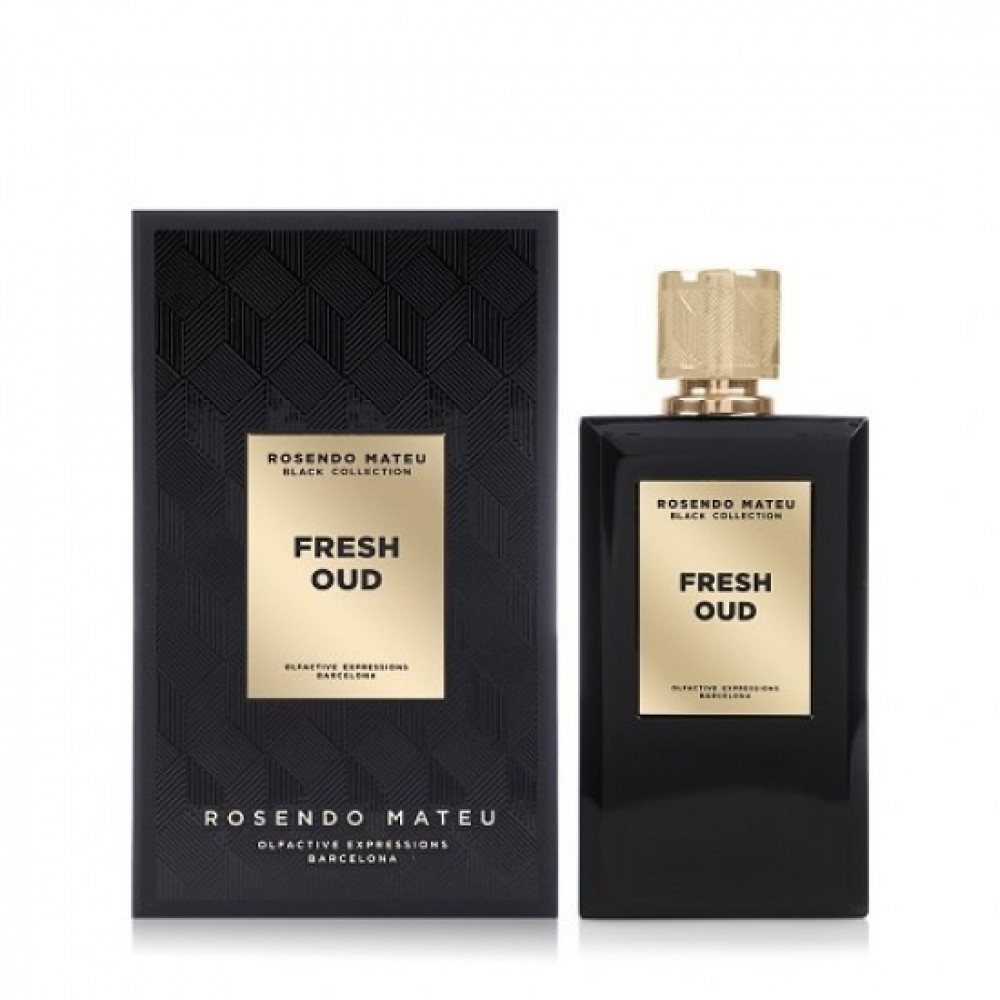 ROSENDO MATEU
BLACK COLLECTION
FRESH
OUD
OLFACTIVE EXPRESSIONS
BARCELONA
ROSENDO MATEU
OLFACTIVE EXPRESSIONS
BARCELONA
ROSENDO MATEU
BLACK COLLECTION
FRESH
OUD
OLFACTIVE EXPRESSIONS
BARCELONA